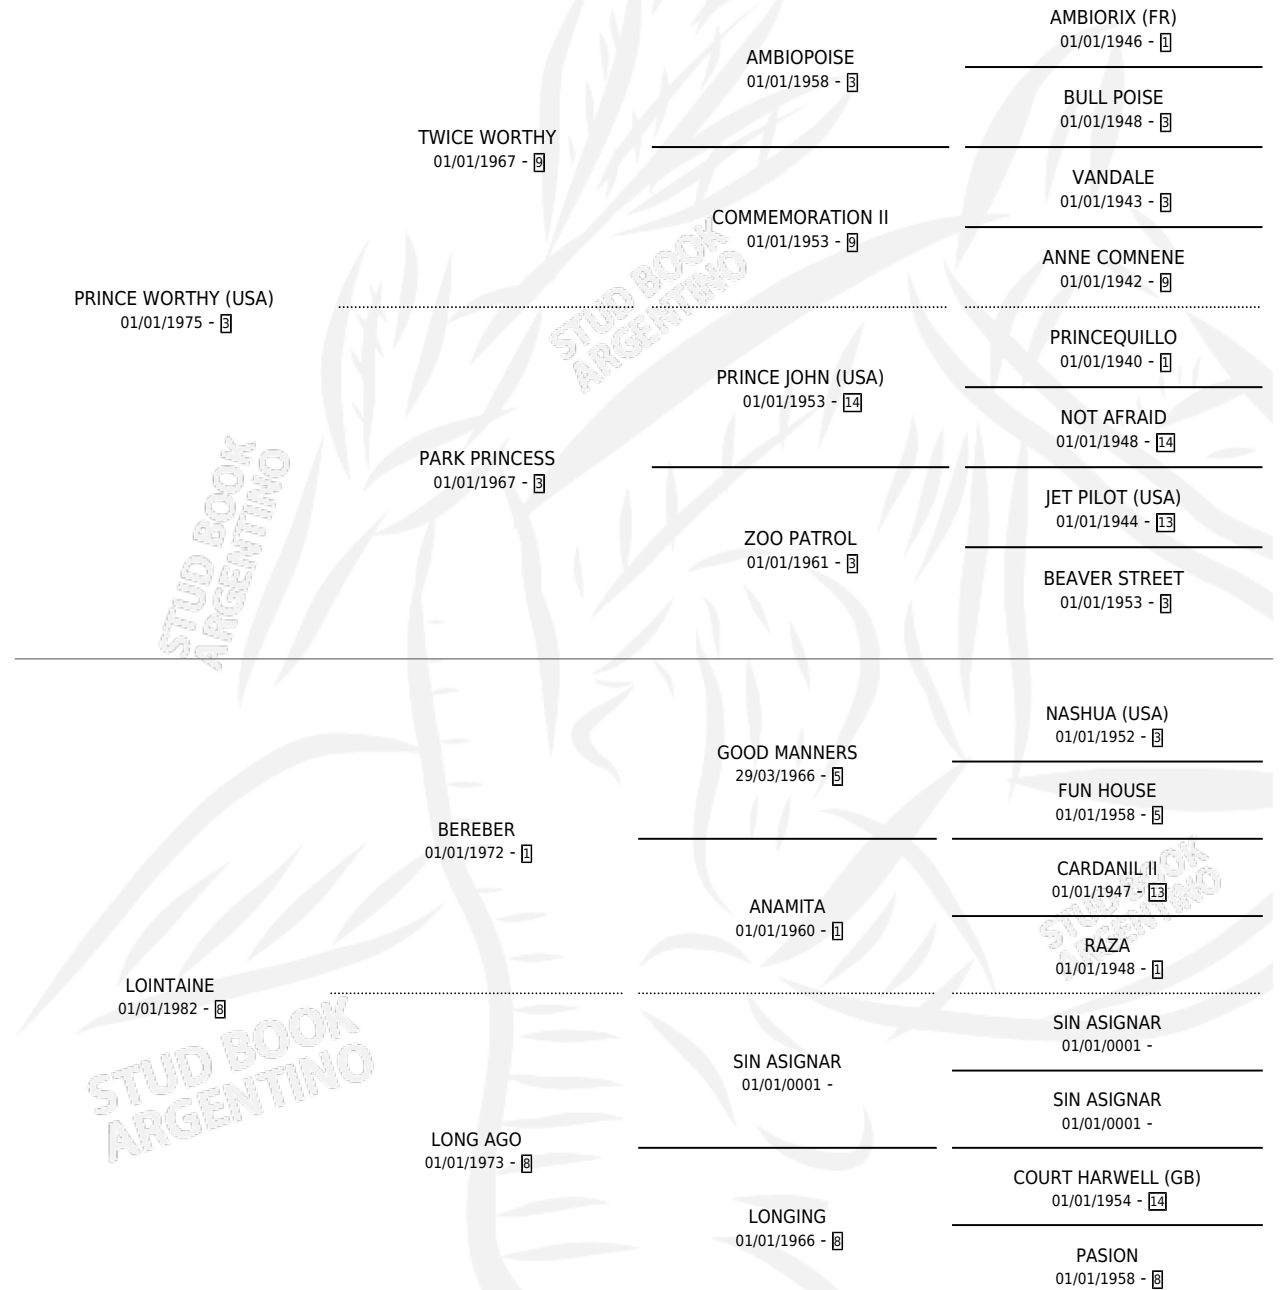 AMBIORIX (FR)
01/01/1946 - 1
AMBIOPOISE
01/01/1958 - 3
BULL POISE
01/01/1948 - 3
TWICE WORTHY
01/01/1967 - 9
VANDALE
01/01/1943 - 3
COMMEMORATION II
01/01/1953 - 9
ANNE COMNENE
01/01/1942 - 9
PRINCE WORTHY (USA)
01/01/1975 - 3
PRINCEQUILLO
01/01/1940 - 1
PRINCE JOHN (USA)
01/01/1953 - 14
NOT AFRAID
01/01/1948 - 14
PARK PRINCESS
01/01/1967 - 3
JET PILOT (USA)
01/01/1944 - 13
ZOO PATROL
01/01/1961 - 3
BEAVER STREET
01/01/1953 - 3
NASHUA (USA)
01/01/1952 - 3
GOOD MANNERS
29/03/1966 - 5
FUN HOUSE
01/01/1958 - 5
BEREBER
01/01/1972 - 1
CARDANIL II
01/01/1947 - 13
ANAMITA
01/01/1960 - 1
RAZA
01/01/1948 - 1
LOINTAINE
01/01/1982 - 8
SIN ASIGNAR
01/01/0001 -
SIN ASIGNAR
01/01/0001 -
SIN ASIGNAR
01/01/0001 -
LONG AGO
01/01/1973 - 8
COURT HARWELL (GB)
01/01/1954 - 14
LONGING
01/01/1966 - 8
PASION
01/01/1958 - 8
STUD BOOK
ARGENTINO
STUD BOOK
ARGENTINO
STUD BOOK
ARGENTINO
STUD BOOK
ARGENTINO